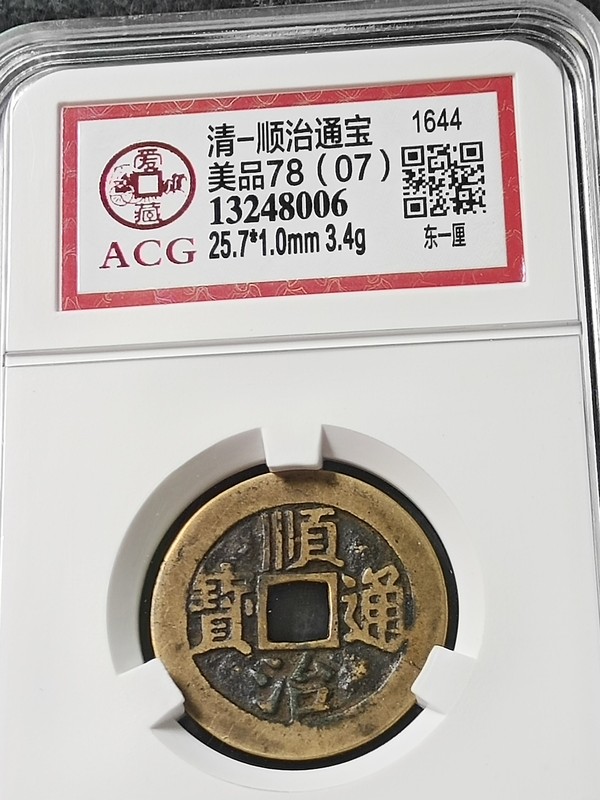 清-顺治通宝
1644
美品78（07）
13248006
25.7*1.0mm 3.4g
东一厘
爱藏
ACG
順治通寶